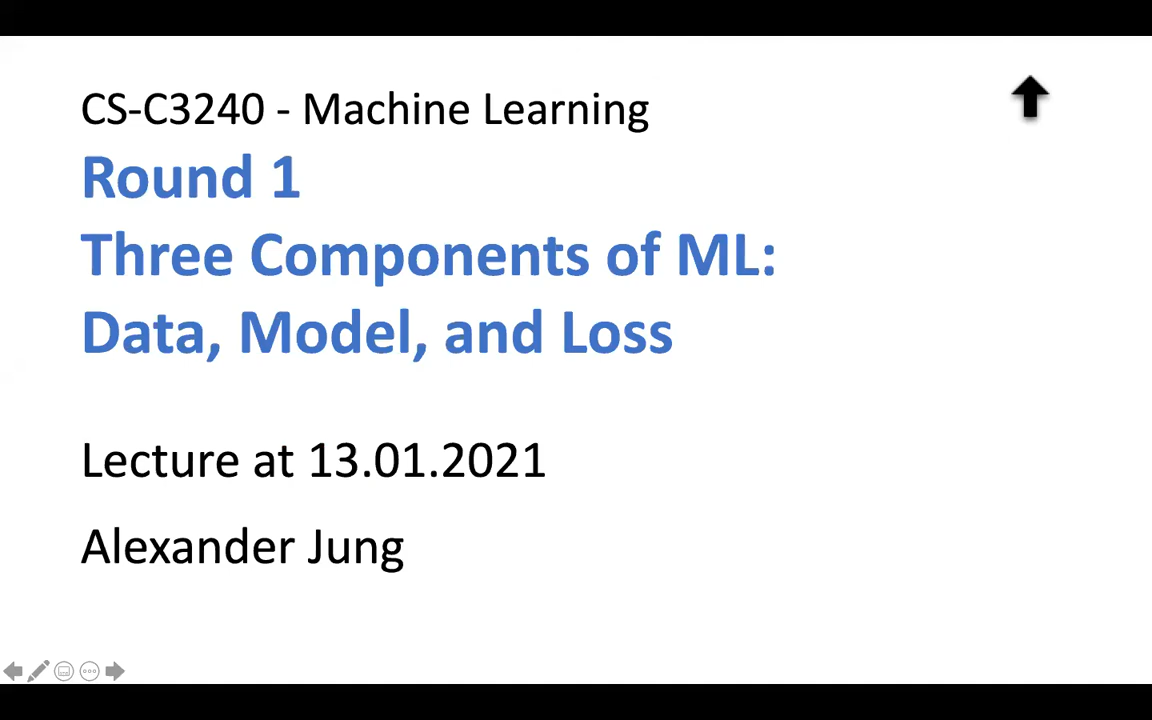 CS-C3240 - Machine Learning
Round 1
Three Components of ML:
Data, Model, and Loss
Lecture at 13.01.2021
Alexander Jung